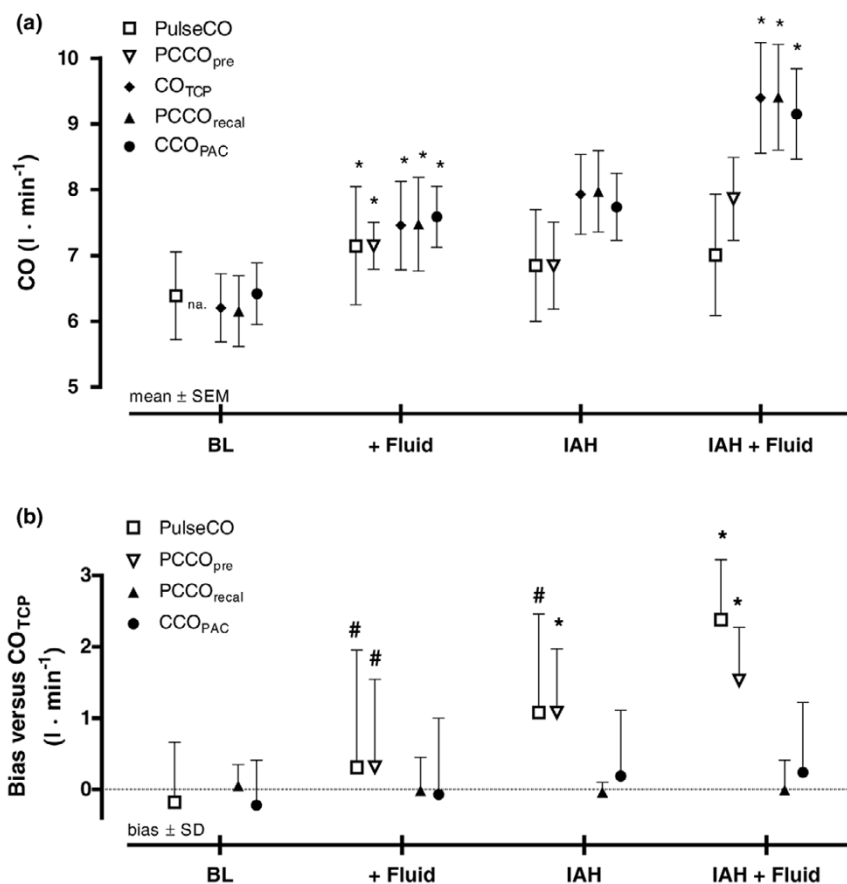 (a)
PulseCO
PCCOpre
COTCP
PCCOrecal
CCOPAC
CO (l · min-1)
10
9
8
7
6
5
* * * * *
* * *
na.
mean ± SEM
BL + Fluid IAH IAH + Fluid
(b)
PulseCO
PCCOpre
PCCOrecal
CCOPAC
Bias versus COTCP
(l · min-1)
3
2
1
0
# # # * * *
bias ± SD
BL + Fluid IAH IAH + Fluid